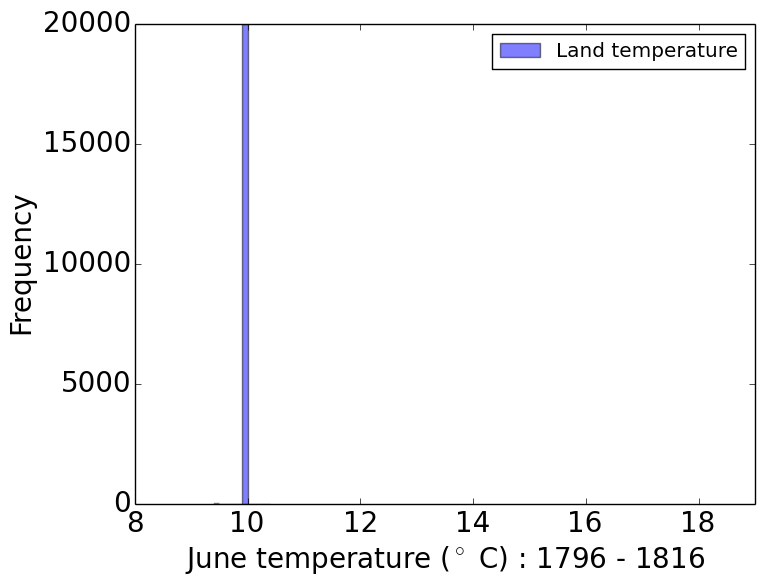 20000
15000
10000
5000
0
Frequency
Land temperature
8 10 12 14 16 18
June temperature (° C) : 1796 - 1816